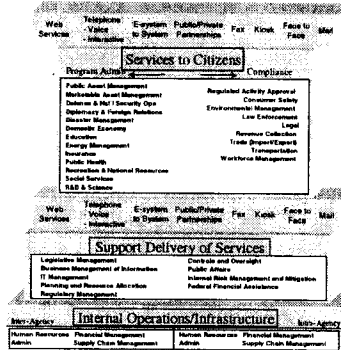 Web Services
Telephone - Voice - Interactive
E-system to System
Public/Private Partnerships
Fax
Kiosk
Face to Face
Mail
Services to Citizens
Program Admin
Compliance
Public Asset Management
Marketable Asset Management
Defense & Nat'l Security Ops
Diplomacy & Foreign Relations
Disaster Management
Domestic Economy
Education
Energy Management
Insurance
Public Health
Recreation & National Resources
Social Services
R&D & Science
Regulated Activity Approval
Consumer Safety
Environmental Management
Law Enforcement
Legal
Revenue Collection
Trade (Import/Export)
Transportation
Workforce Management
Web Services
Telephone - Voice - Interactive
E-system to System
Public/Private Partnerships
Fax
Kiosk
Face to Face
Mail
Support Delivery of Services
Legislative Management
Business Management of Information
IT Management
Planning and Resource Allocation
Regulatory Management
Controls and Oversight
Public Affairs
Internal Risk Management and Mitigation
Federal Financial Assistance
Internal Operations/Infrastructure
Inter-Agency
Intra-Agency
Human Resources Financial Management
Admin Supply Chain Management
Human Resources Financial Management
Admin Supply Chain Management